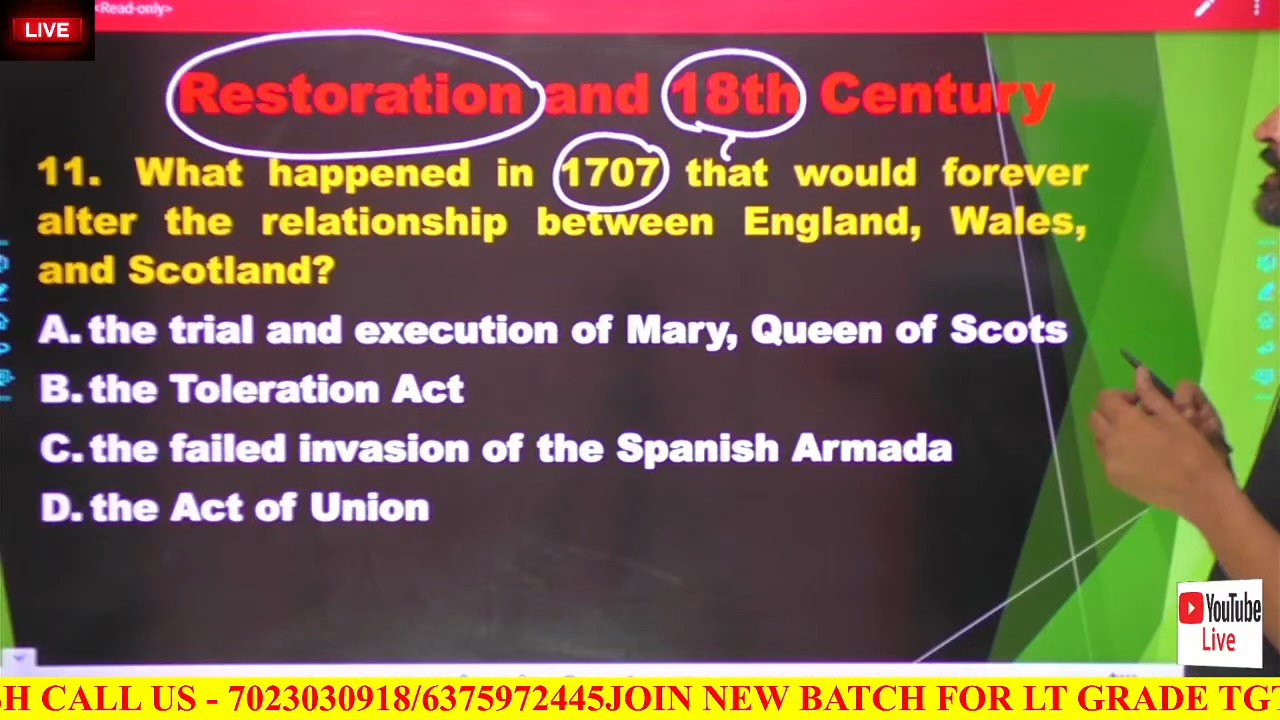 LIVE
<Read-only>
Restoration and 18th Century
11. What happened in 1707 that would forever
alter the relationship between England, Wales,
and Scotland?
A. the trial and execution of Mary, Queen of Scots
B. the Toleration Act
C. the failed invasion of the Spanish Armada
D. the Act of Union
YouTube
Live
CALL US - 7023030918/6375972445JOIN NEW BATCH FOR LT GRADE TGT